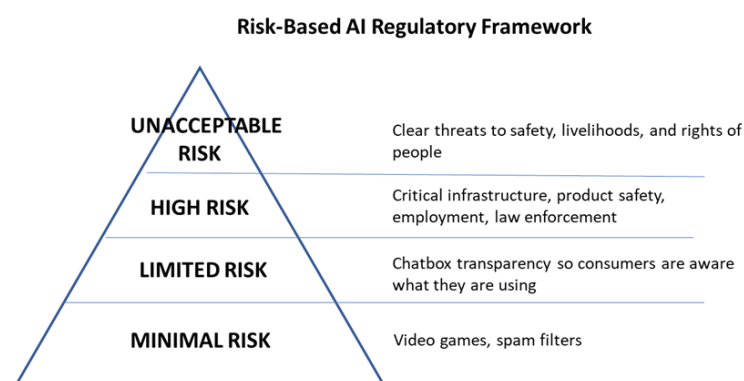 Risk-Based AI Regulatory Framework
UNACCEPTABLE
RISK
Clear threats to safety, livelihoods, and rights of
people
HIGH RISK
Critical infrastructure, product safety,
employment, law enforcement
LIMITED RISK
Chatbox transparency so consumers are aware
what they are using
MINIMAL RISK
Video games, spam filters